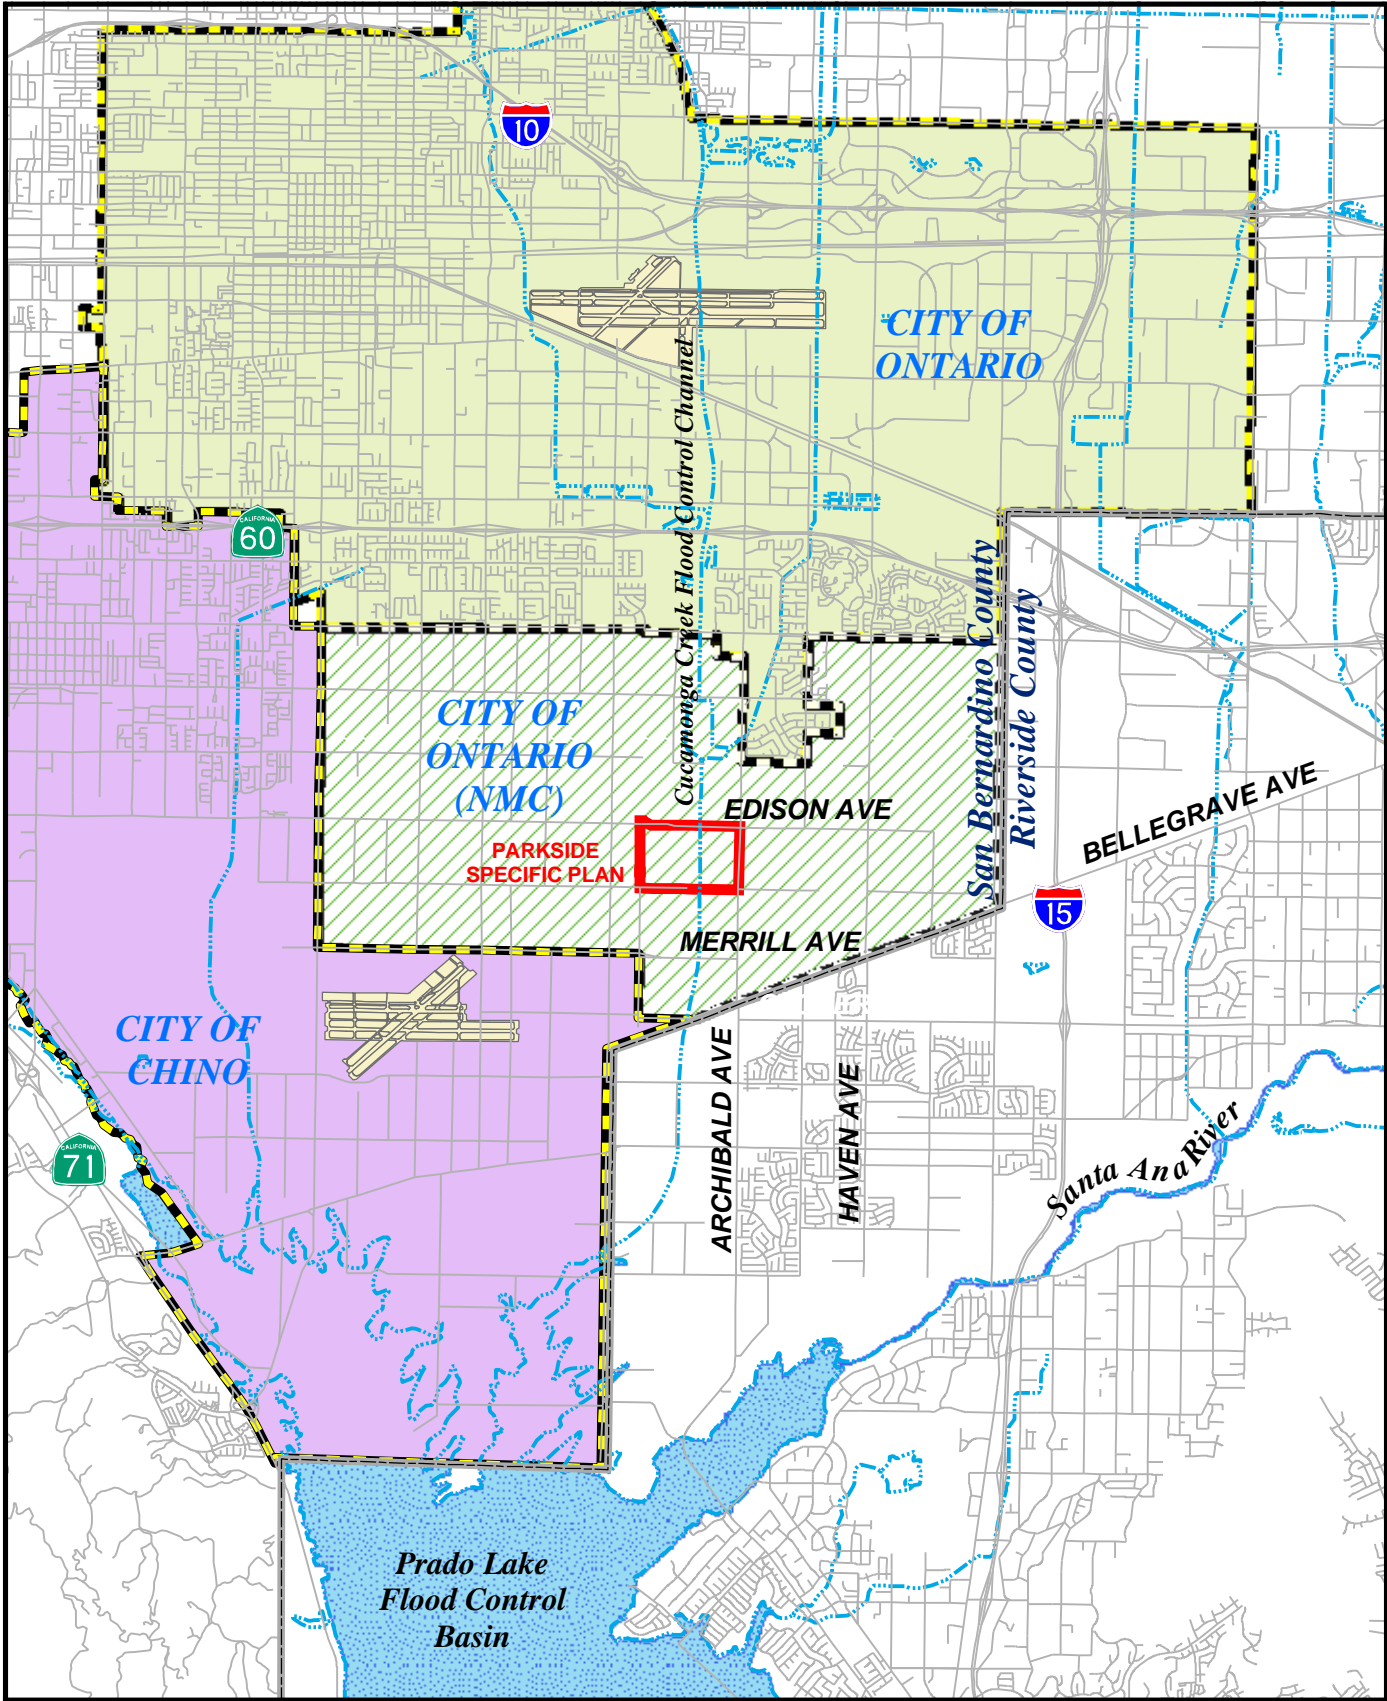 10
CITY OF
ONTARIO
Cucamonga Creek Flood Control Channel
CALIFORNIA
60
San Bernardino County
Riverside County
CITY OF
ONTARIO
(NMC)
EDISON AVE
BELLEGRAVE AVE
PARKSIDE
SPECIFIC PLAN
15
MERRILL AVE
CITY OF
CHINO
ARCHIBALD AVE
HAVEN AVE
CALIFORNIA
71
Santa Ana River
Prado Lake
Flood Control
Basin